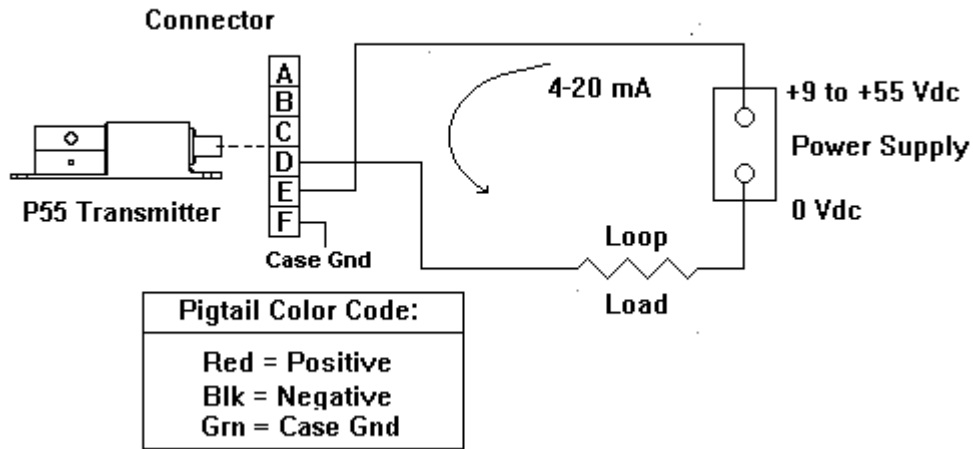 Connector
A
B
C
D
E
F
4-20 mA
+9 to +55 Vdc
Power Supply
0 Vdc
P55 Transmitter
Case Gnd
Loop
Load
Pigtail Color Code:
Red = Positive
Blk = Negative
Grn = Case Gnd